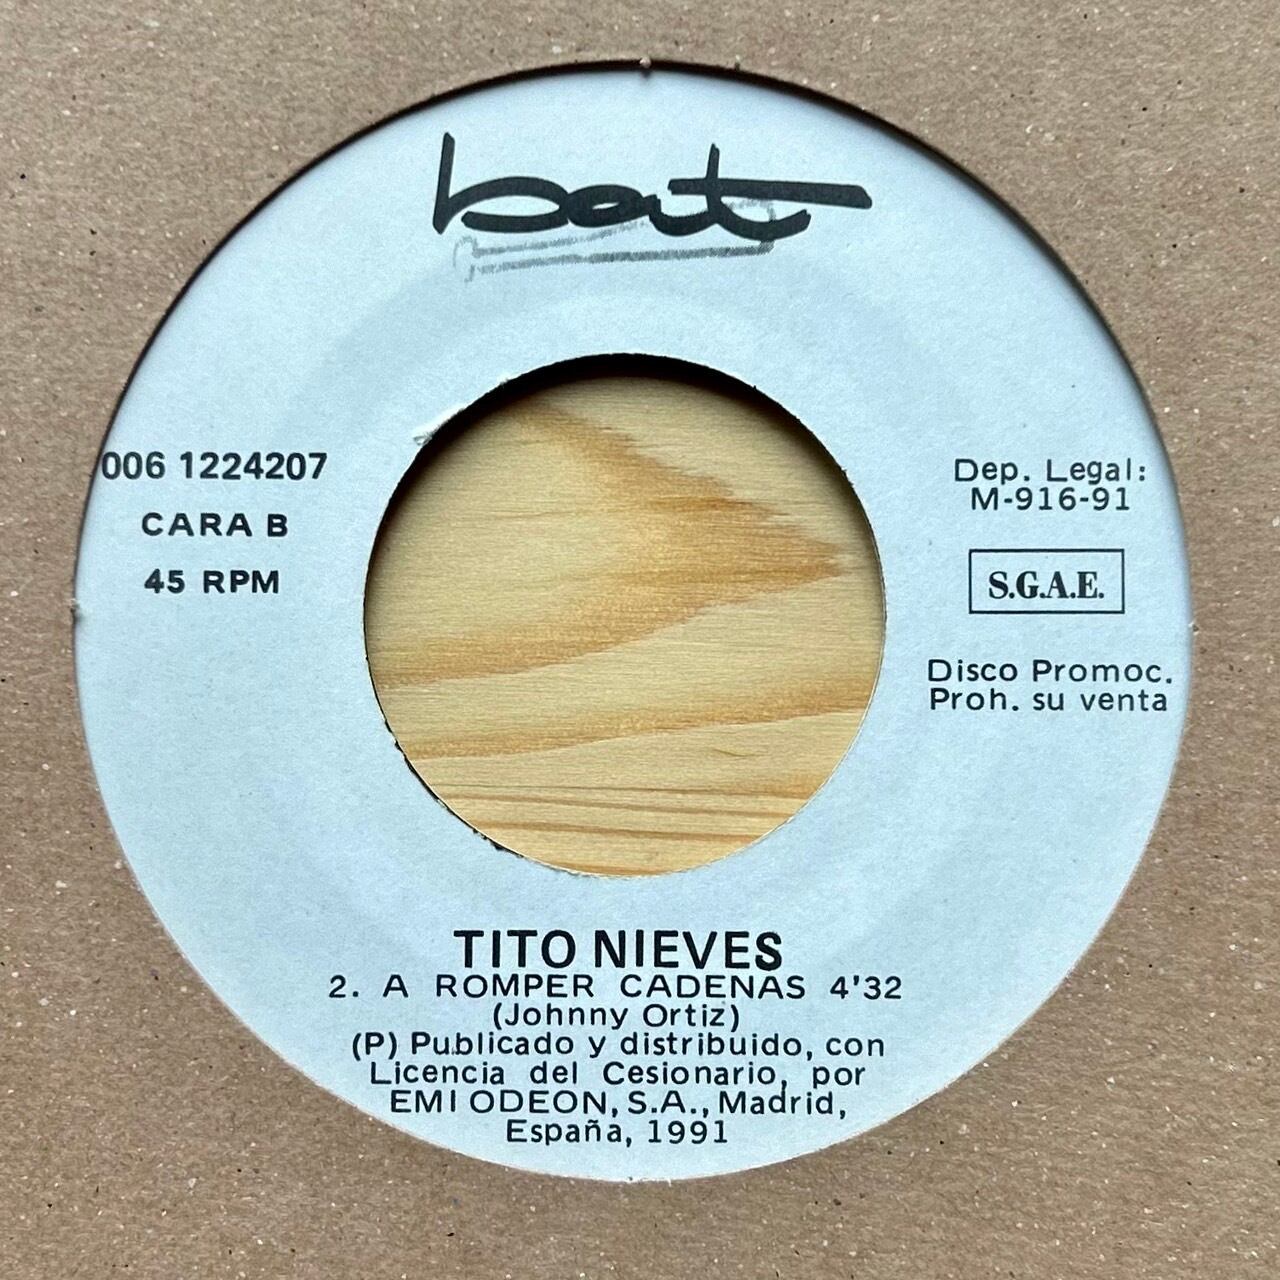 bat
006 1224207
CARA B
45 RPM
Dep. Legal:
M-916-91
S.G.A.E.
Disco Promoc.
Proh. su venta
TITO NIEVES
2. A ROMPER CADENAS 4'32
(Johnny Ortiz)
(P) Publicado y distribuido, con
Licencia del Cesionario, por
EMI ODEON, S.A., Madrid,
España, 1991